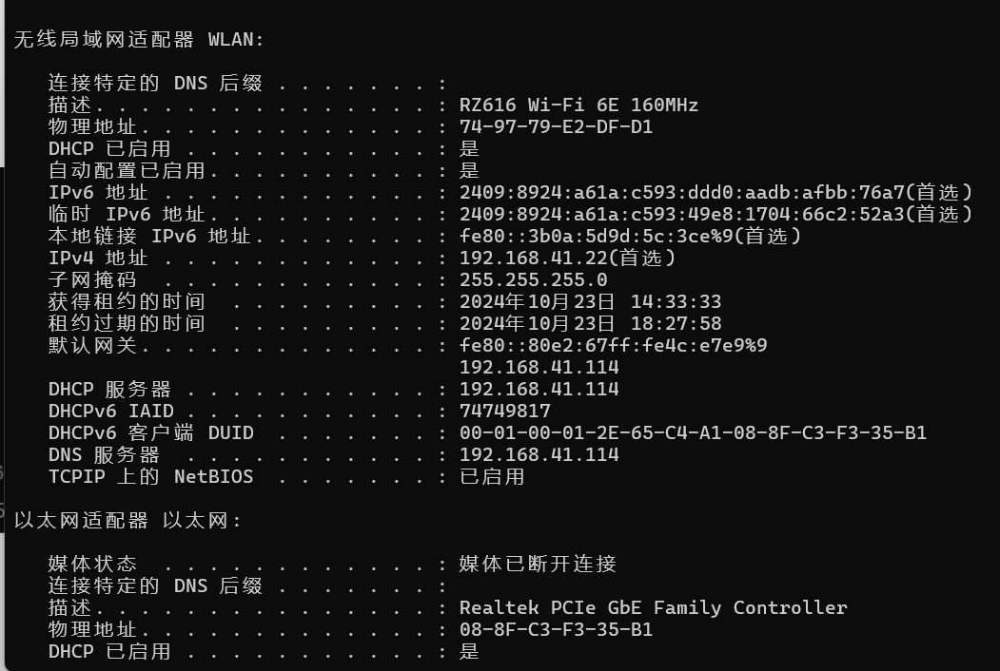 无线局域网适配器 WLAN:
连接特定的 DNS 后缀 . . . . . . . :
描述. . . . . . . . . . . . . . . : RZ616 Wi-Fi 6E 160MHz
物理地址. . . . . . . . . . . . . : 74-97-79-E2-DF-D1
DHCP 已启用 . . . . . . . . . . . : 是
自动配置已启用. . . . . . . . . . : 是
IPv6 地址 . . . . . . . . . . . . : 2409:8924:a61a:c593:ddd0:aadb:afbb:76a7(首选)
临时 IPv6 地址. . . . . . . . . . : 2409:8924:a61a:c593:49e8:1704:66c2:52a3(首选)
本地链接 IPv6 地址. . . . . . . . : fe80::3b0a:5d9d:5c:3ce%9(首选)
IPv4 地址 . . . . . . . . . . . . : 192.168.41.22(首选)
子网掩码  . . . . . . . . . . . . : 255.255.255.0
获得租约的时间  . . . . . . . . . : 2024年10月23日 14:33:33
租约过期的时间  . . . . . . . . . : 2024年10月23日 18:27:58
默认网关. . . . . . . . . . . . . : fe80::80e2:67ff:fe4c:e7e9%9
192.168.41.114
DHCP 服务器 . . . . . . . . . . . : 192.168.41.114
DHCPv6 IAID . . . . . . . . . . . : 74749817
DHCPv6 客户端 DUID  . . . . . . . : 00-01-00-01-2E-65-C4-A1-08-8F-C3-F3-35-B1
DNS 服务器  . . . . . . . . . . . : 192.168.41.114
TCPIP 上的 NetBIOS  . . . . . . . : 已启用
以太网适配器 以太网:
媒体状态  . . . . . . . . . . . . : 媒体已断开连接
连接特定的 DNS 后缀 . . . . . . . :
描述. . . . . . . . . . . . . . . : Realtek PCIe GbE Family Controller
物理地址. . . . . . . . . . . . . : 08-8F-C3-F3-35-B1
DHCP 已启用 . . . . . . . . . . . : 是